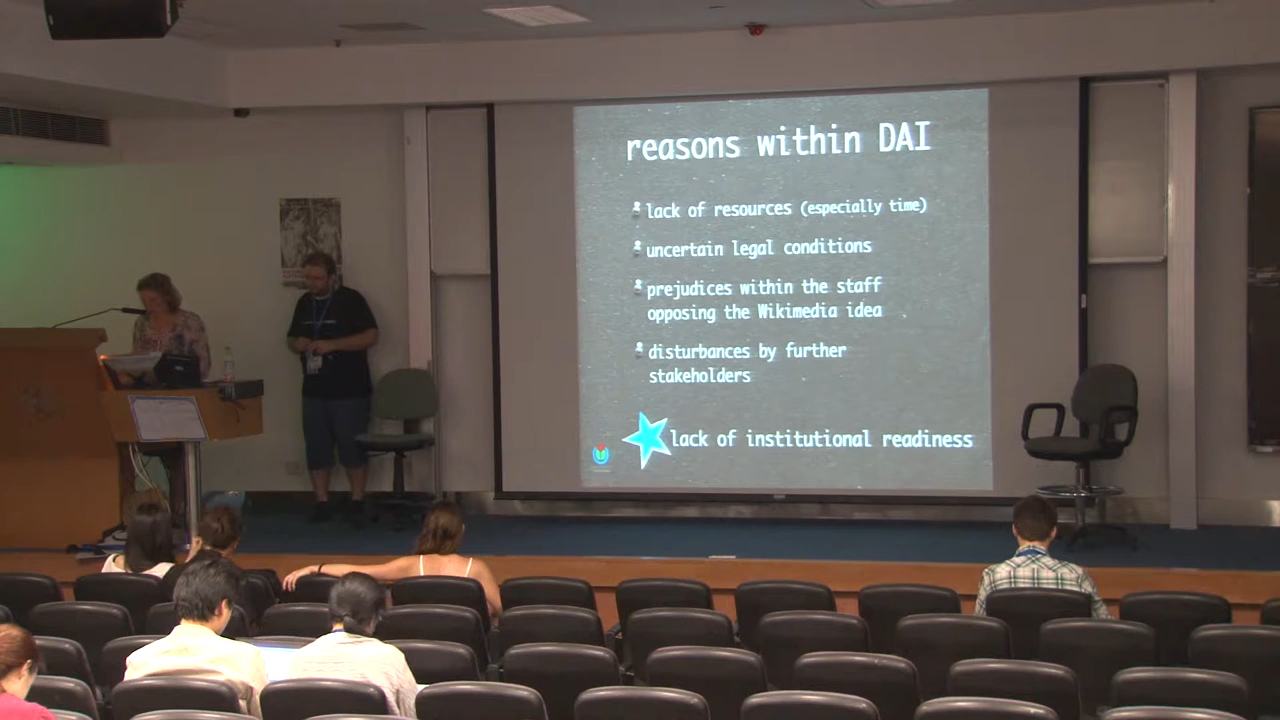 reasons within DAI
lack of resources (especially time)
uncertain legal conditions
prejudices within the staff
opposing the Wikimedia idea
disturbances by further
stakeholders
lack of institutional readiness